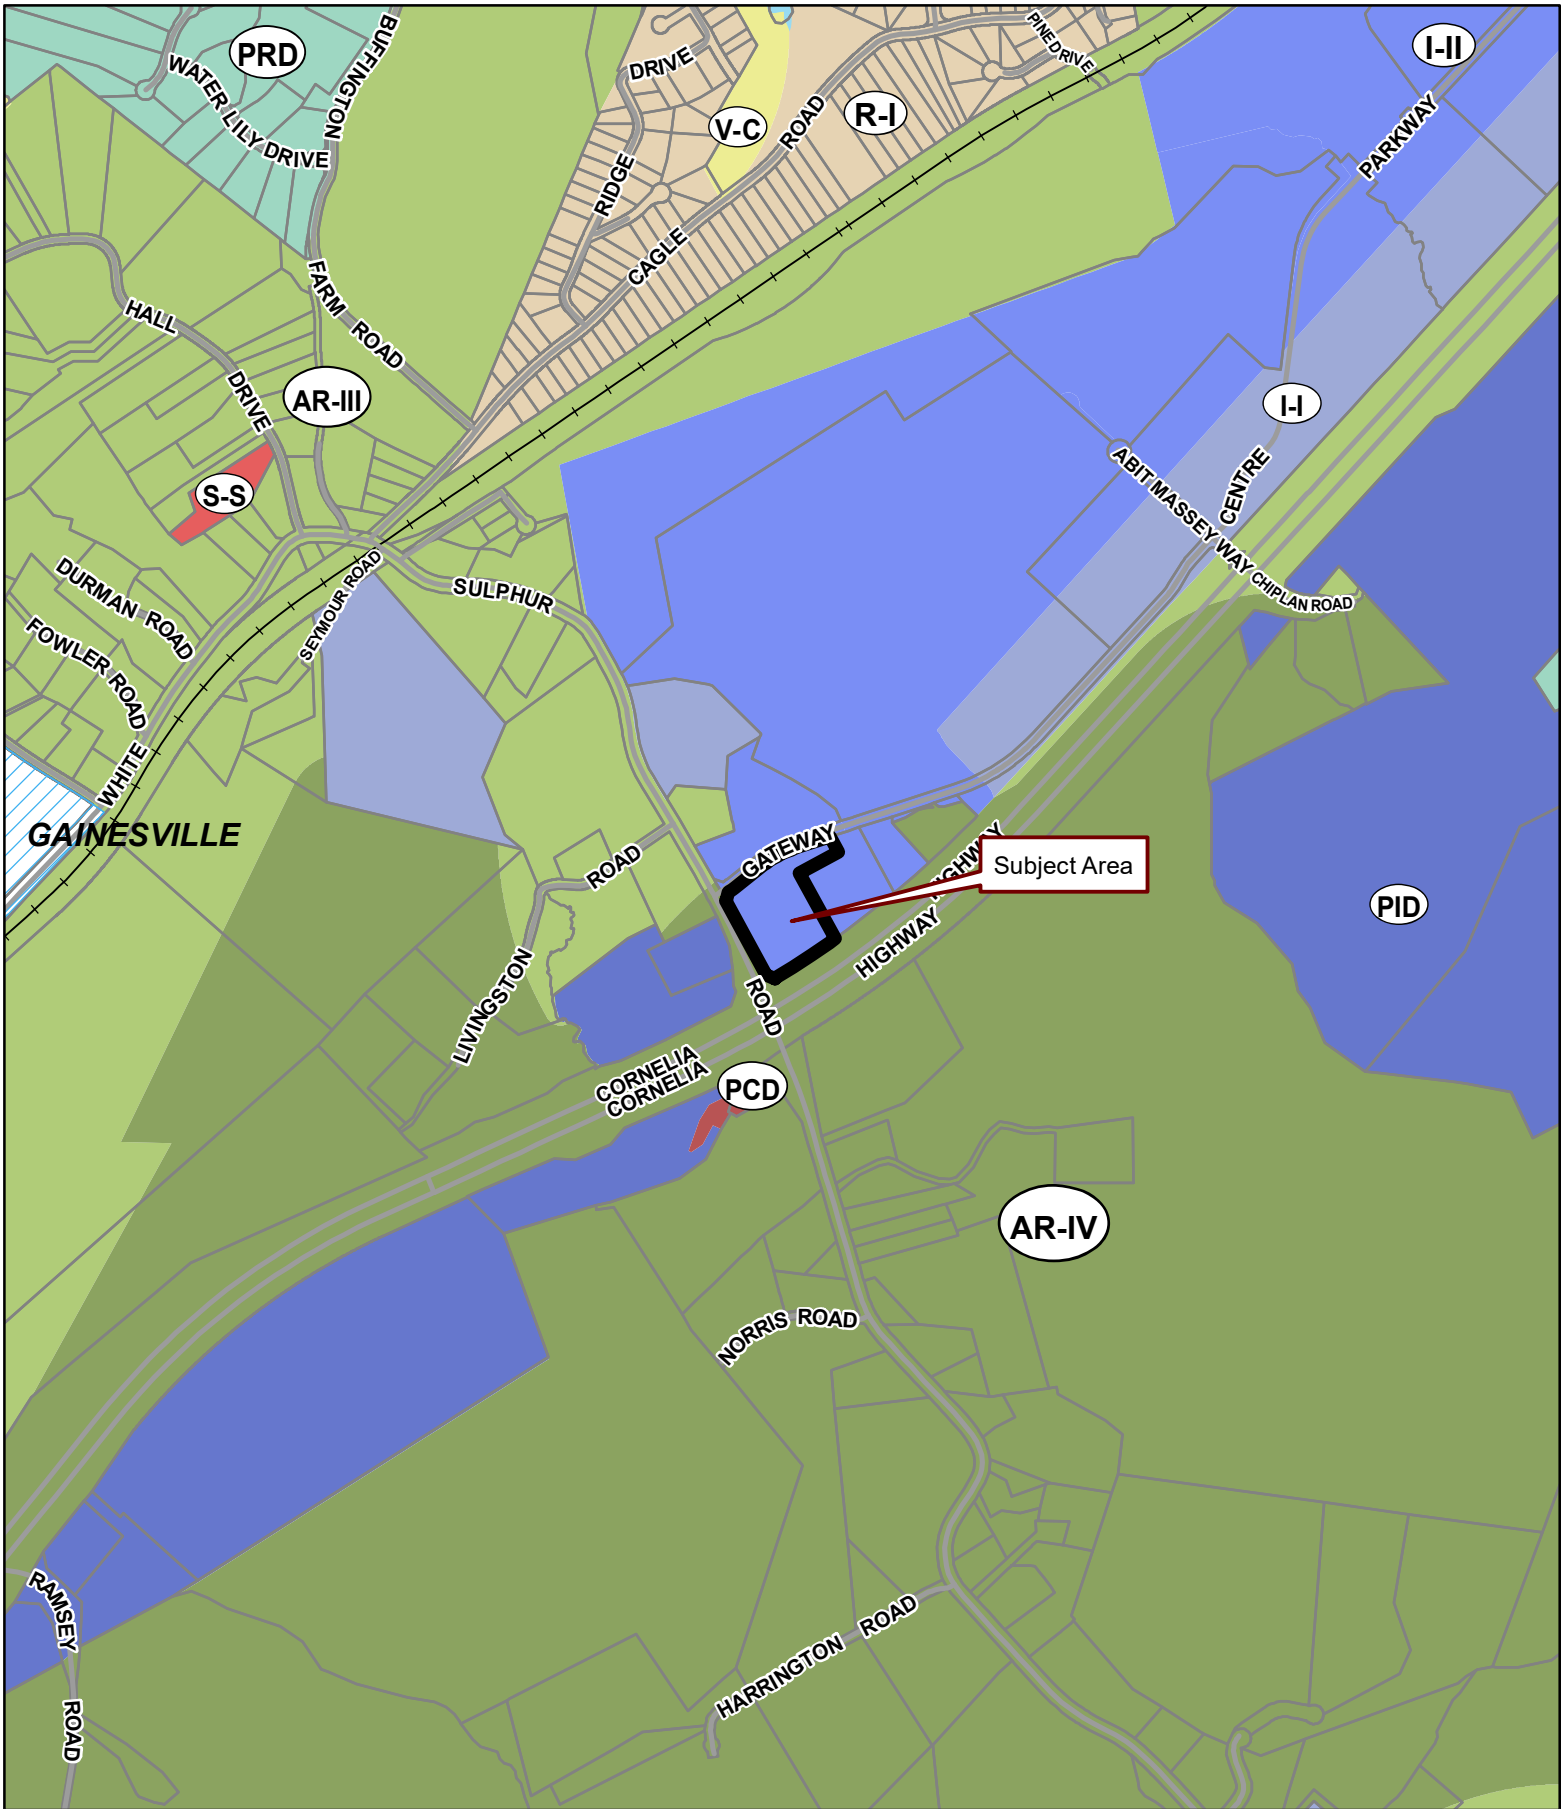 PRD
BUFFINGTON
FARM ROAD
WATER LILY DRIVE
DRIVE
RIDGE
V-C
CAGLE
ROAD
R-I
PINE DRIVE
I-II
PARKWAY
HALL
DRIVE
AR-III
S-S
I-I
ABIT MASSEY WAY
CENTRE
CHIPLAN ROAD
DURMAN ROAD
FOWLER ROAD
SEYMOUR ROAD
SULPHUR
WHITE
GAINESVILLE
GATEWAY
HIGHWAY
Subject Area
LIVINGSTON
ROAD
HIGHWAY
PID
ROAD
CORNELIA
CORNELIA
PCD
AR-IV
NORRIS ROAD
HARRINGTON ROAD
RAMSEY
ROAD